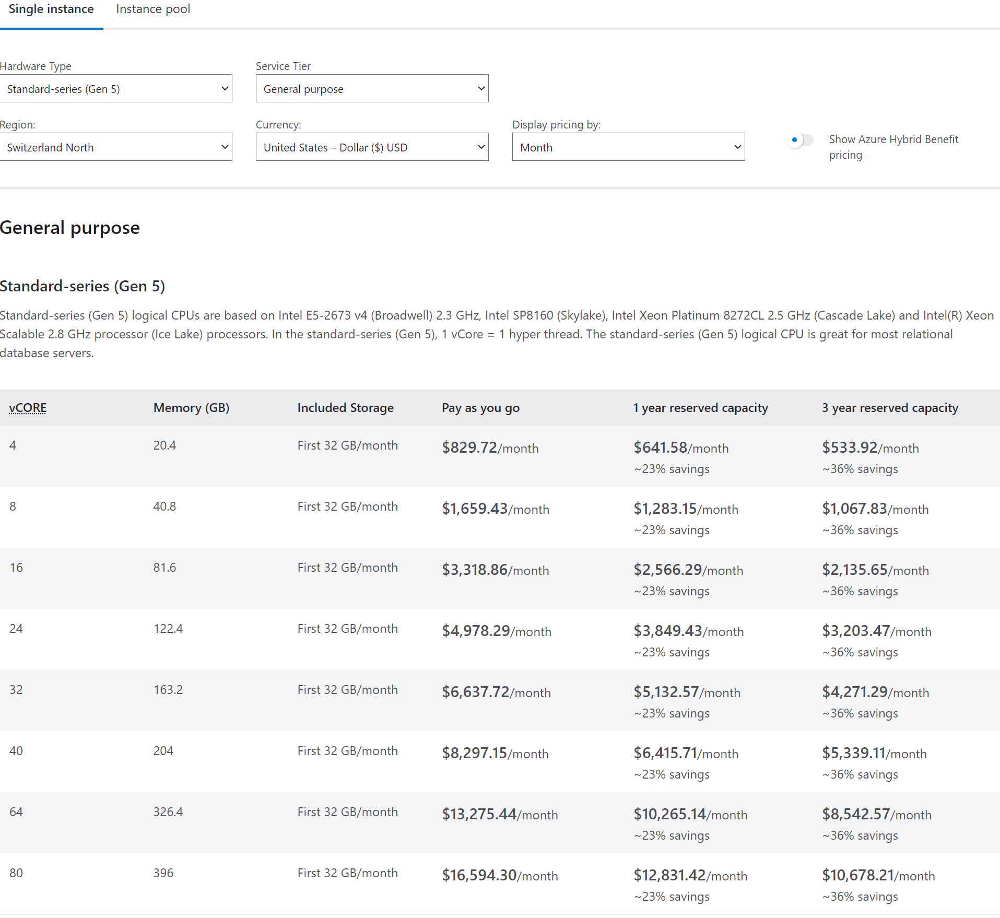 Single instance Instance pool
Hardware Type Service Tier
Standard-series (Gen 5) General purpose
Region: Currency: Display pricing by:
Switzerland North United States – Dollar ($) USD Month Show Azure Hybrid Benefit
pricing
General purpose
Standard-series (Gen 5)
Standard-series (Gen 5) logical CPUs are based on Intel E5-2673 v4 (Broadwell) 2.3 GHz, Intel SP8160 (Skylake), Intel Xeon Platinum 8272CL 2.5 GHz (Cascade Lake) and Intel(R) Xeon
Scalable 2.8 GHz processor (Ice Lake) processors. In the standard-series (Gen 5), 1 vCore = 1 hyper thread. The standard-series (Gen 5) logical CPU is great for most relational
database servers.
vCORE Memory (GB) Included Storage Pay as you go 1 year reserved capacity 3 year reserved capacity
4 20.4 First 32 GB/month $829.72/month $641.58/month $533.92/month
~23% savings ~36% savings
8 40.8 First 32 GB/month $1,659.43/month $1,283.15/month $1,067.83/month
~23% savings ~36% savings
16 81.6 First 32 GB/month $3,318.86/month $2,566.29/month $2,135.65/month
~23% savings ~36% savings
24 122.4 First 32 GB/month $4,978.29/month $3,849.43/month $3,203.47/month
~23% savings ~36% savings
32 163.2 First 32 GB/month $6,637.72/month $5,132.57/month $4,271.29/month
~23% savings ~36% savings
40 204 First 32 GB/month $8,297.15/month $6,415.71/month $5,339.11/month
~23% savings ~36% savings
64 326.4 First 32 GB/month $13,275.44/month $10,265.14/month $8,542.57/month
~23% savings ~36% savings
80 396 First 32 GB/month $16,594.30/month $12,831.42/month $10,678.21/month
~23% savings ~36% savings